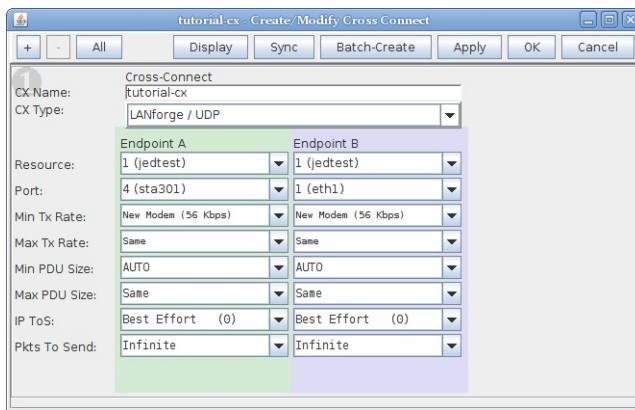 tutorial-cx - Create/Modify Cross Connect
+ - All Display Sync Batch-Create Apply OK Cancel
1
Cross-Connect
CX Name: tutorial-cx
CX Type: LANforge / UDP
Endpoint A Endpoint B
Resource: 1 (jedtest) 1 (jedtest)
Port: 4 (sta301) 1 (eth1)
Min Tx Rate: New Modem (56 Kbps) New Modem (56 Kbps)
Max Tx Rate: Same Same
Min PDU Size: AUTO AUTO
Max PDU Size: Same Same
IP ToS: Best Effort (0) Best Effort (0)
Pkts To Send: Infinite Infinite